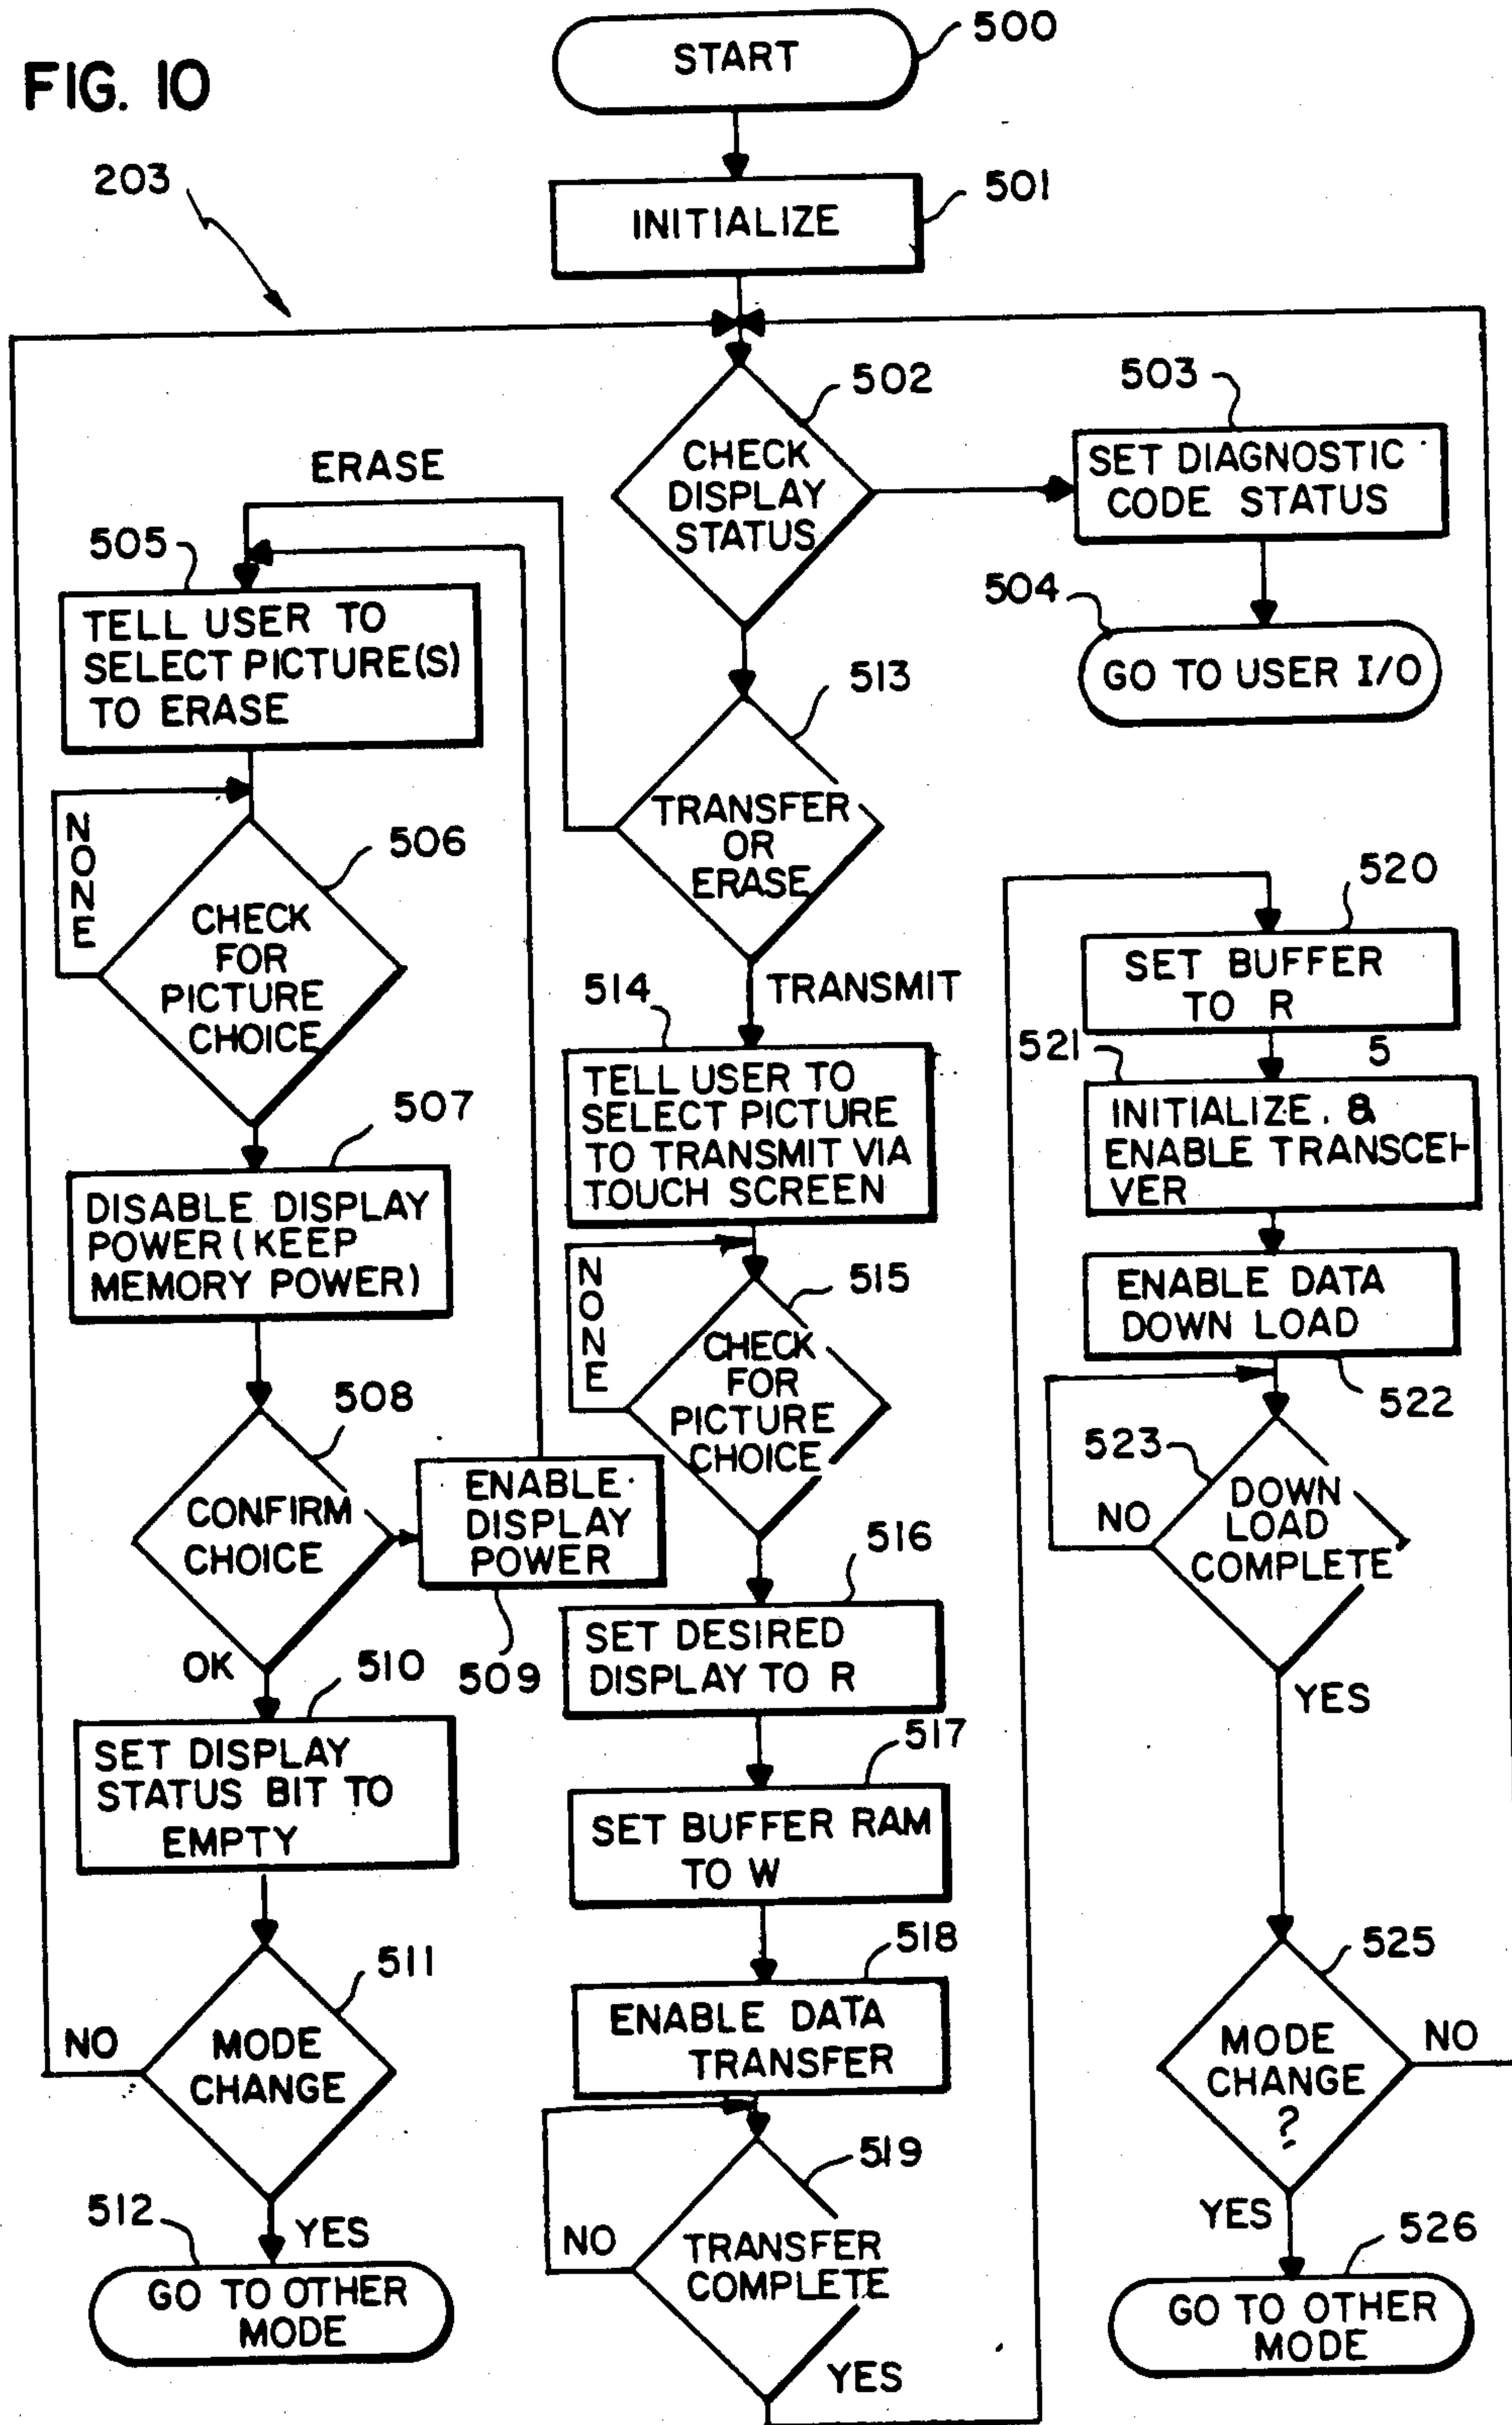 FIG. 10
START
500
203
INITIALIZE
501
CHECK
DISPLAY
STATUS
502
503
SET DIAGNOSTIC
CODE STATUS
504
GO TO USER I/O
ERASE
505
TELL USER TO
SELECT PICTURE(S)
TO ERASE
NONE
506
CHECK
FOR
PICTURE
CHOICE
507
DISABLE DISPLAY
POWER (KEEP
MEMORY POWER)
508
CONFIRM
CHOICE
ENABLE
DISPLAY
POWER
509
OK
510
SET DISPLAY
STATUS BIT TO
EMPTY
511
MODE
CHANGE
NO
YES
512
GO TO OTHER
MODE
513
TRANSFER
OR
ERASE
TRANSMIT
514
TELL USER TO
SELECT PICTURE
TO TRANSMIT VIA
TOUCH SCREEN
NONE
515
CHECK
FOR
PICTURE
CHOICE
516
SET DESIRED
DISPLAY TO R
517
SET BUFFER RAM
TO W
518
ENABLE DATA
TRANSFER
519
NO
TRANSFER
COMPLETE
YES
520
SET BUFFER
TO R
521
5
INITIALIZE. &
ENABLE TRANSCEI-
VER
ENABLE DATA
DOWN LOAD
522
523
NO
DOWN
LOAD
COMPLETE
YES
525
MODE
CHANGE
?
NO
YES
526
GO TO OTHER
MODE